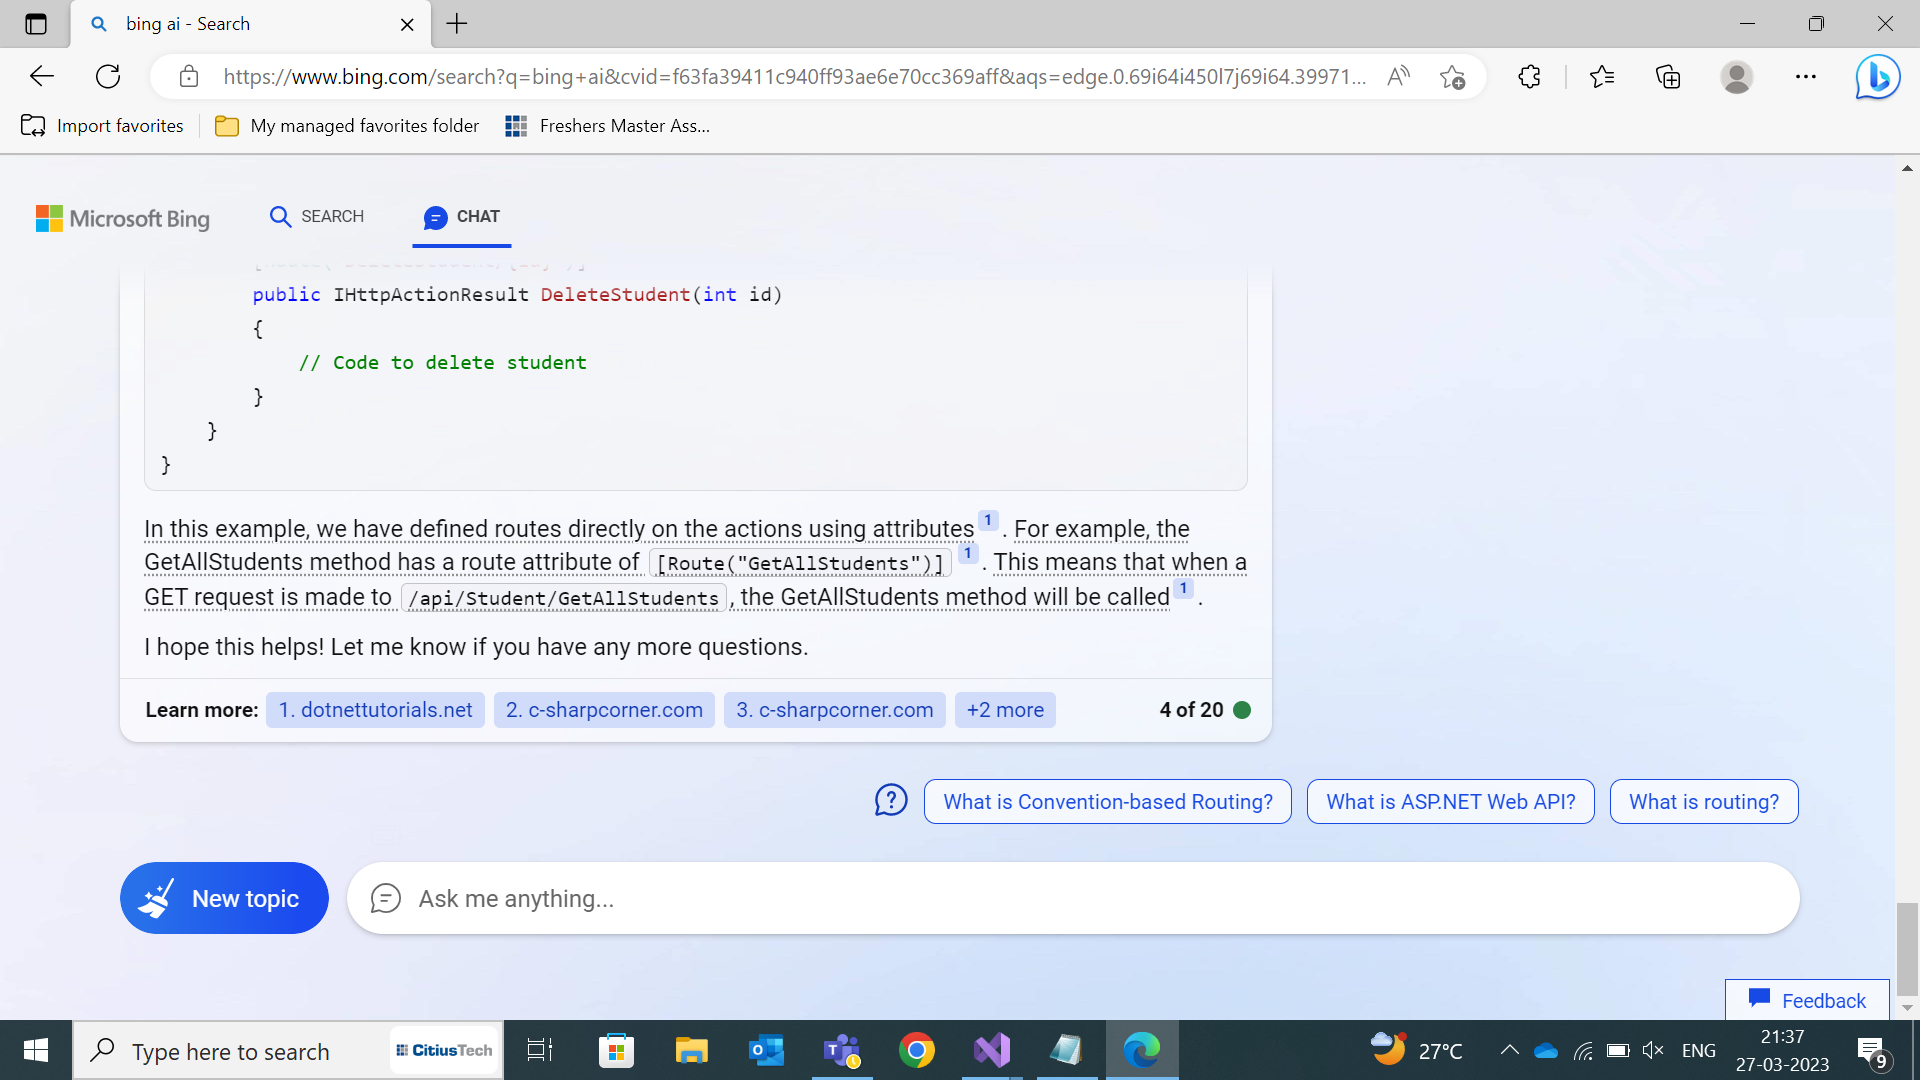 bing ai - Search
https://www.bing.com/search?q=bing+ai&cvid=f63fa39411c940ff93ae6e70cc369aff&aqs=edge.0.69i64i450l7j69i64.39971...
Import favorites
My managed favorites folder
Freshers Master Ass...
Microsoft Bing
SEARCH
CHAT
public IHttpActionResult DeleteStudent(int id)
{
// Code to delete student
}
}
}
In this example, we have defined routes directly on the actions using attributes 1 . For example, the
GetAllStudents method has a route attribute of [Route("GetAllStudents")] 1 . This means that when a
GET request is made to /api/Student/GetAllStudents , the GetAllStudents method will be called 1 .
I hope this helps! Let me know if you have any more questions.
Learn more: 1. dotnettutorials.net 2. c-sharpcorner.com 3. c-sharpcorner.com +2 more 4 of 20
What is Convention-based Routing? What is ASP.NET Web API? What is routing?
New topic
Ask me anything...
Feedback
Type here to search
CitiusTech
27°C
ENG
21:37
27-03-2023
9